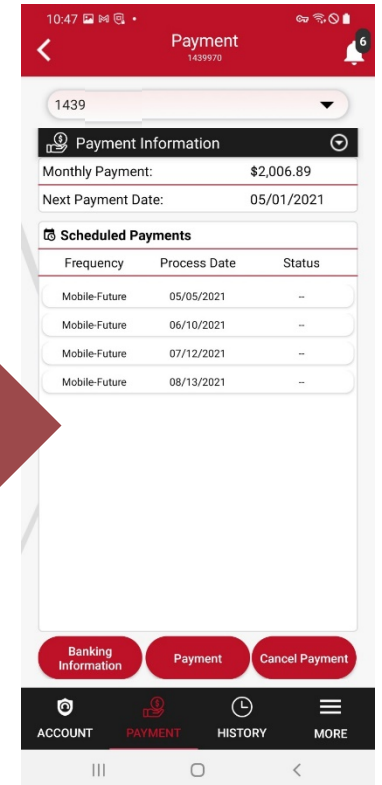 10:47
Payment
1439970
6
1439
Payment Information
Monthly Payment: $2,006.89
Next Payment Date: 05/01/2021
Scheduled Payments
Frequency Process Date Status
Mobile-Future 05/05/2021 --
Mobile-Future 06/10/2021 --
Mobile-Future 07/12/2021 --
Mobile-Future 08/13/2021 --
Banking Information
Payment
Cancel Payment
ACCOUNT PAYMENT HISTORY MORE